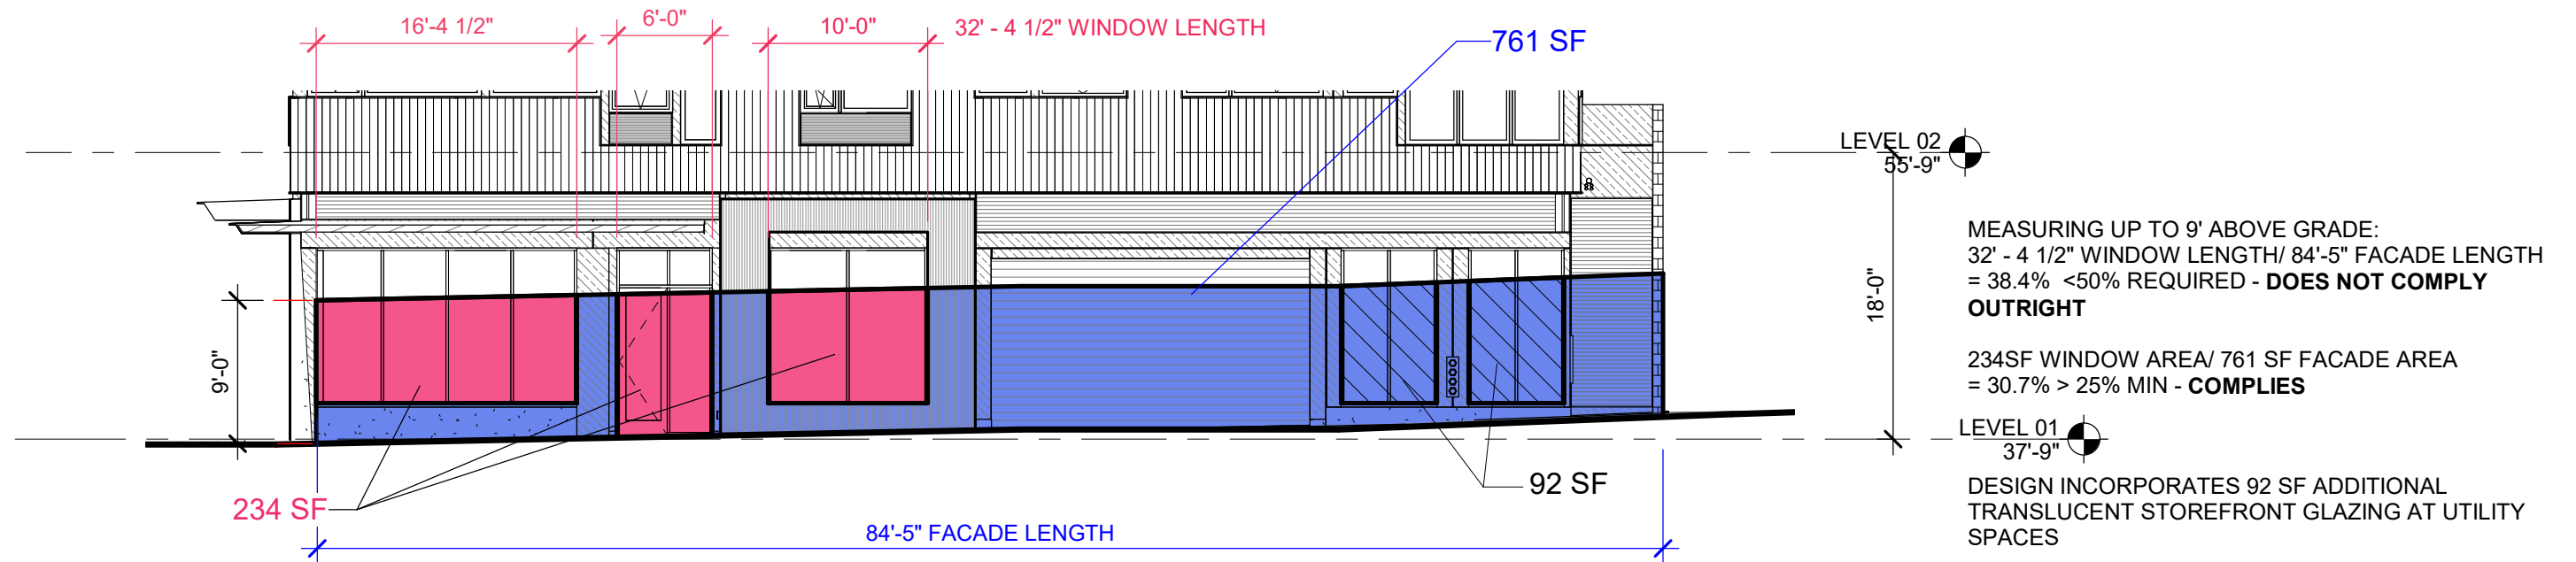 16'-4 1/2"
6'-0"
10'-0"
32' - 4 1/2" WINDOW LENGTH
761 SF
LEVEL 02
55'-9"
MEASURING UP TO 9' ABOVE GRADE:
32' - 4 1/2" WINDOW LENGTH/ 84'-5" FACADE LENGTH
= 38.4%  <50% REQUIRED - DOES NOT COMPLY
OUTRIGHT
18'-0"
9'-0"
234SF WINDOW AREA/ 761 SF FACADE AREA
= 30.7% > 25% MIN - COMPLIES
LEVEL 01
37'-9"
234 SF
92 SF
84'-5" FACADE LENGTH
DESIGN INCORPORATES 92 SF ADDITIONAL
TRANSLUCENT STOREFRONT GLAZING AT UTILITY
SPACES